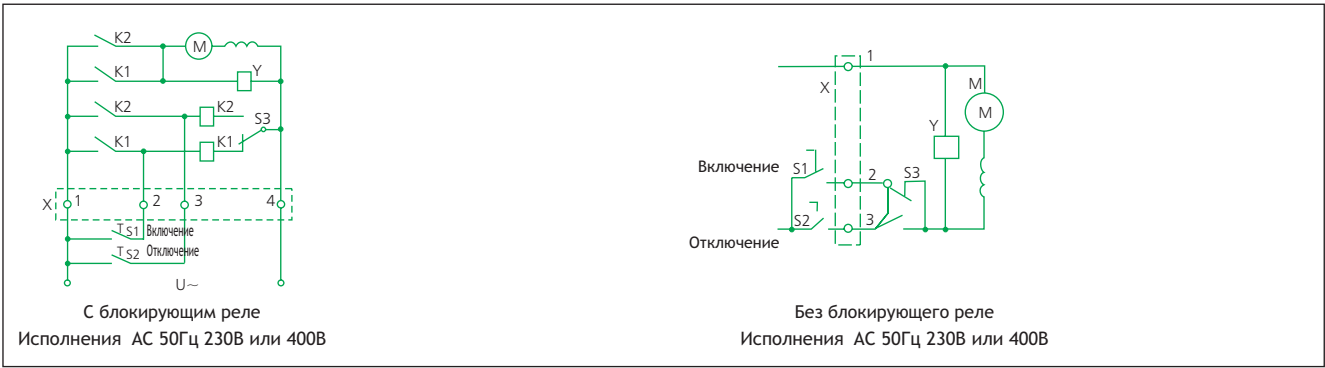 K2
M
K1
Y
K2
K2
S3
K1
K1
X 1 2 3 4
T S1 Включение
T S2 Отключение
U~
С блокирующим реле
Исполнения АС 50Гц 230В или 400В
1
X
M
M
Y
Включение S1
2 S3
S2 3
Отключение
Без блокирующего реле
Исполнения АС 50Гц 230В или 400В